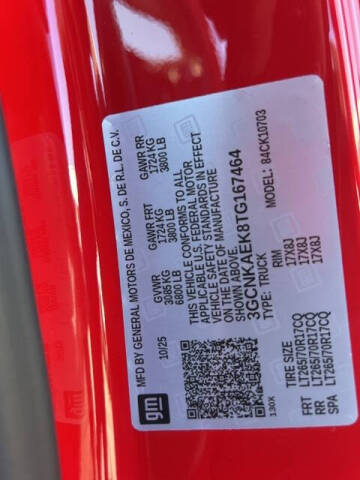 MFD BY GENERAL MOTORS DE MEXICO, S. DE R.L. DE C.V.
10/25
GVWR GAWR FRT GAWR RR
3085 KG 1724 KG 1724 KG
6800 LB 3800 LB 3800 LB
THIS VEHICLE CONFORMS TO ALL
APPLICABLE U.S. FEDERAL MOTOR
VEHICLE SAFETY STANDARDS IN EFFECT
ON THE DATE OF MANUFACTURE
SHOWN ABOVE.
3GCNKAEK8TG167464
TYPE: TRUCK MODEL: 84CK10703
gm
130X
TIRE SIZE RIM
FRT LT265/70R17CQ 17X8J
RR LT265/70R17CQ 17X8J
SPA LT265/70R17CQ 17X8J